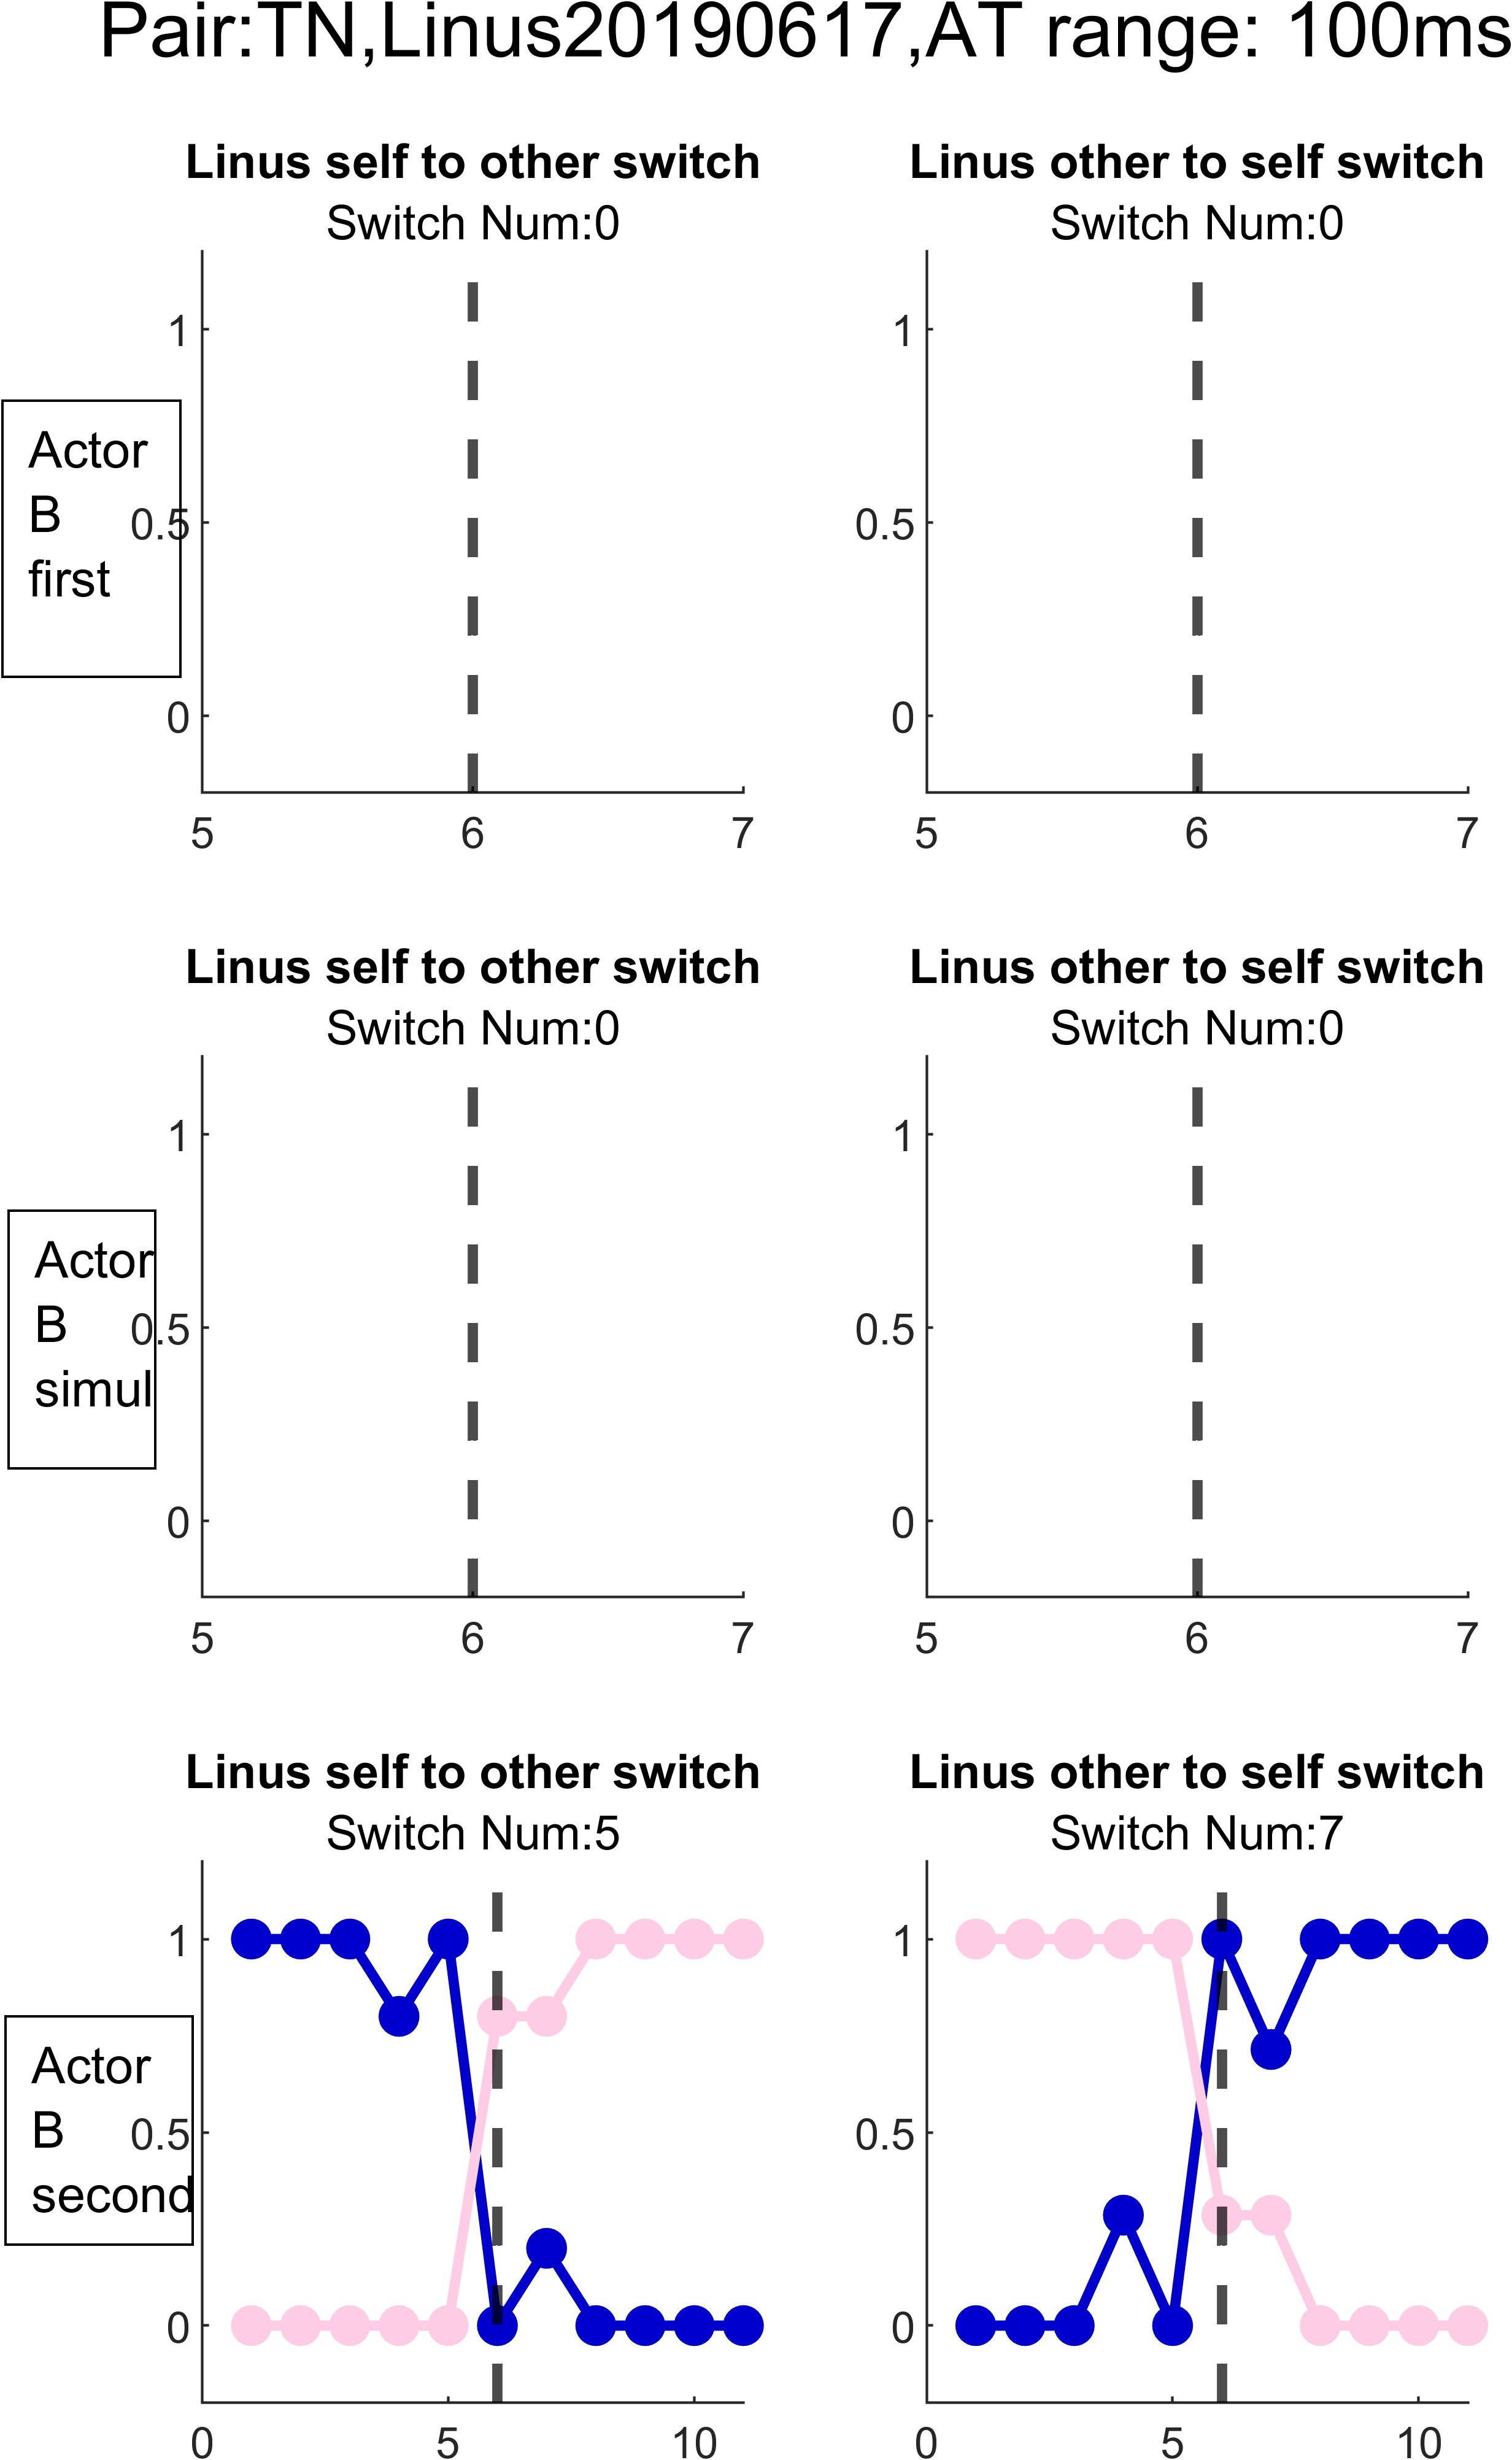 Pair:TN,Linus20190617,AT range: 100ms
Linus self to other switch
Switch Num:0
1
0.5
0
5 6 7
Linus other to self switch
Switch Num:0
1
0.5
0
5 6 7
Actor
B
first
Linus self to other switch
Switch Num:0
1
0.5
0
5 6 7
Linus other to self switch
Switch Num:0
1
0.5
0
5 6 7
Actor
B
simul
Linus self to other switch
Switch Num:5
1
0.5
0
0 5 10
Linus other to self switch
Switch Num:7
1
0.5
0
0 5 10
Actor
B
second